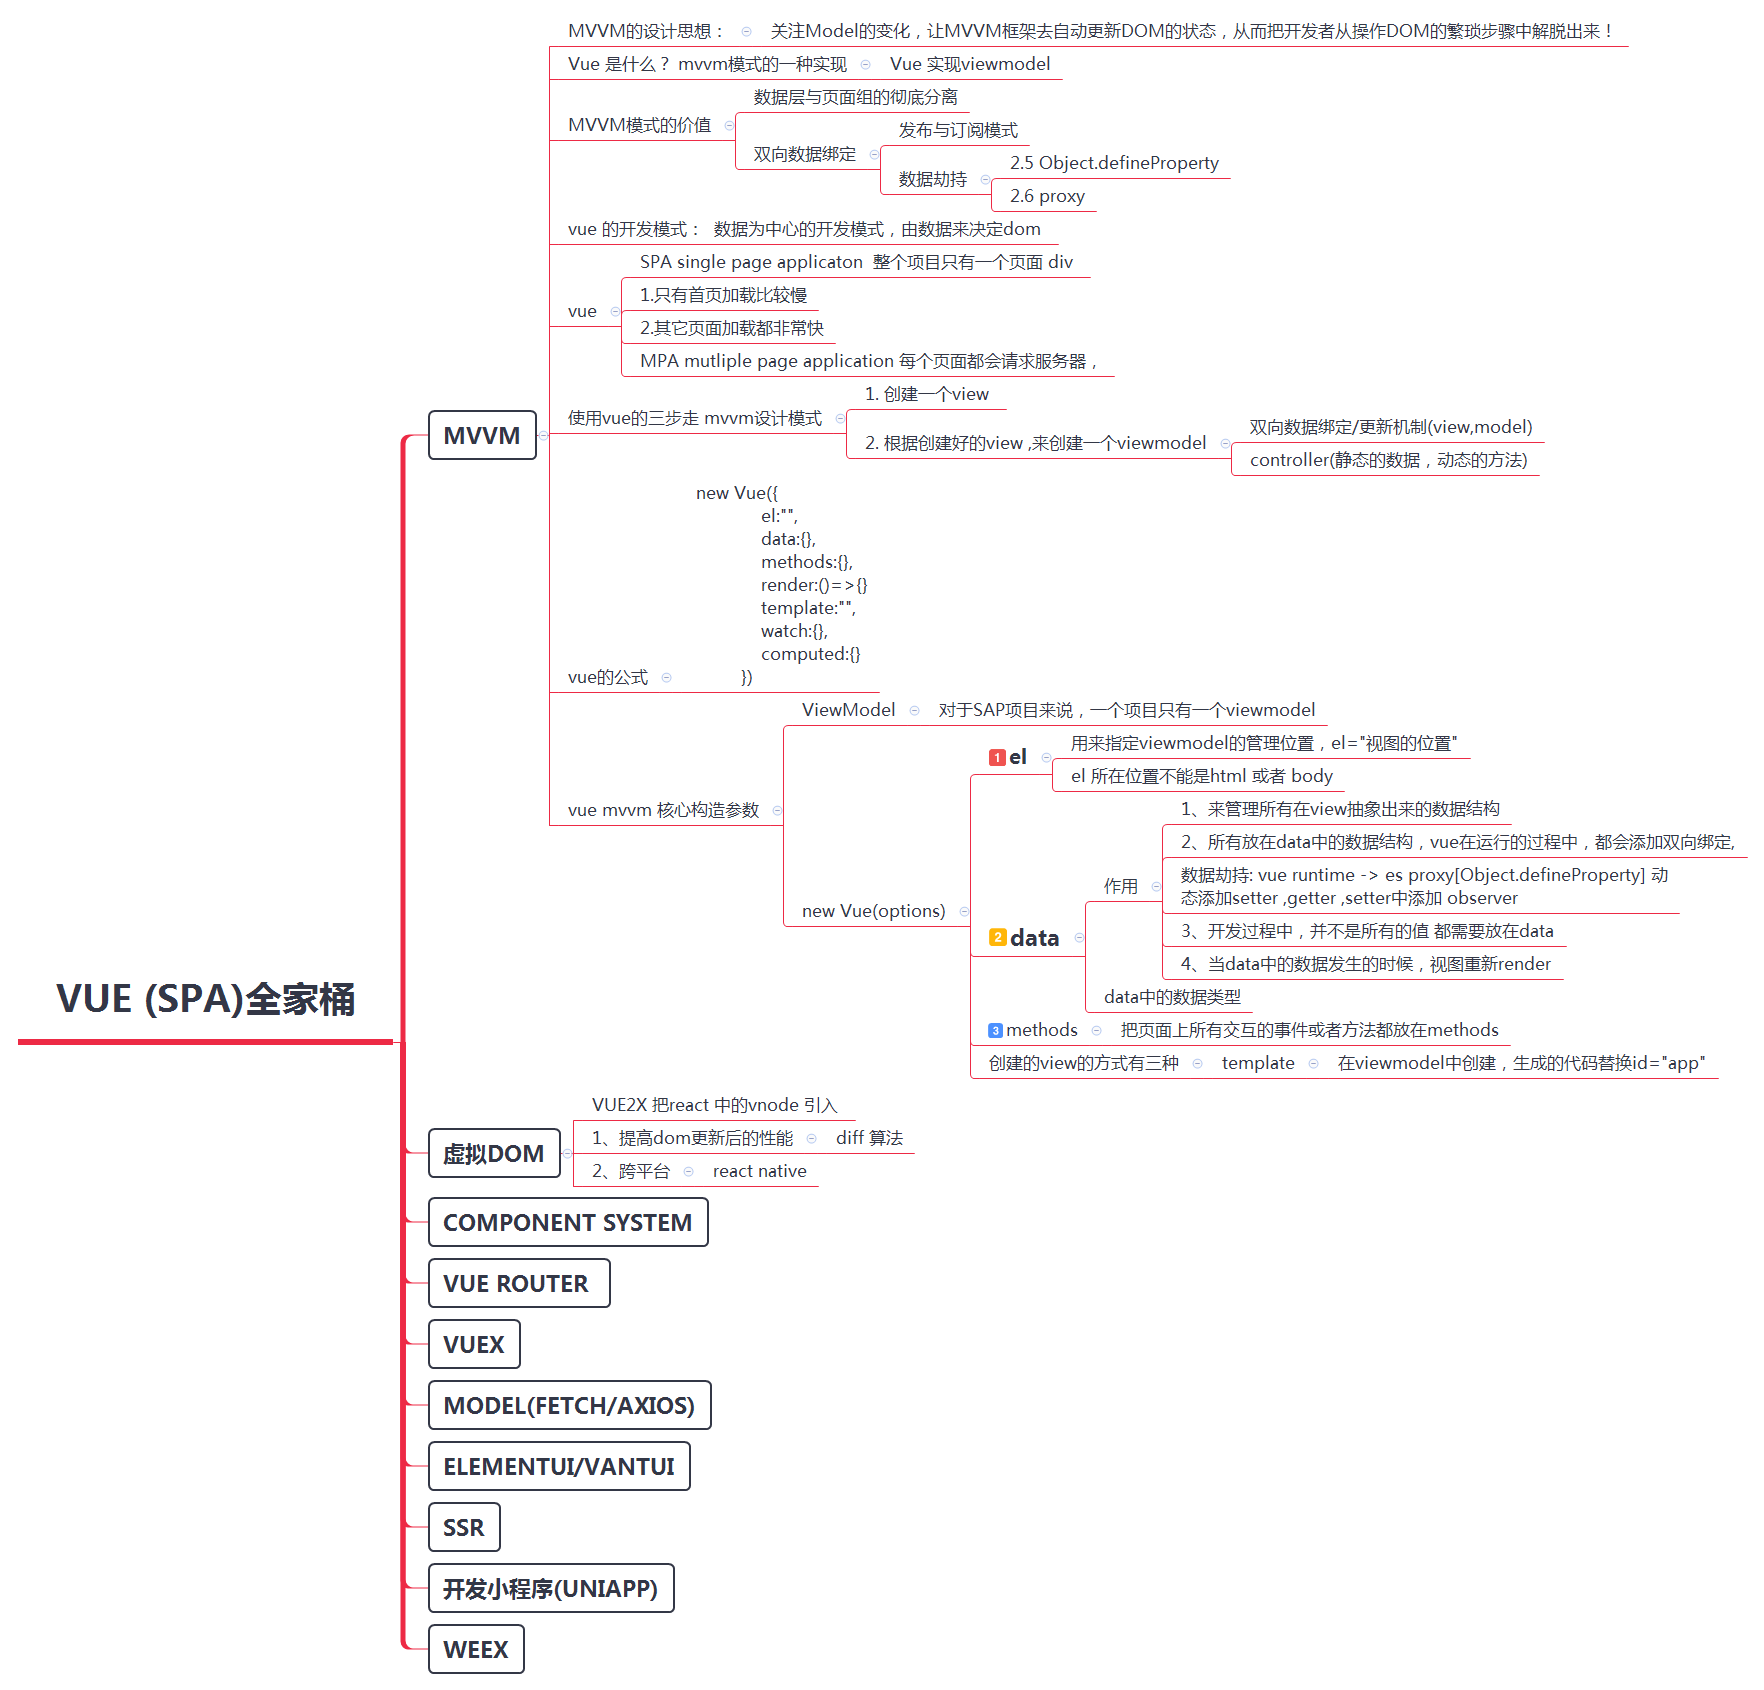 VUE (SPA)全家桶
MVVM
MVVM的设计思想：
关注Model的变化，让MVVM框架去自动更新DOM的状态，从而把开发者从操作DOM的繁琐步骤中解脱出来！
Vue 是什么？ mvvm模式的一种实现
Vue 实现viewmodel
MVVM模式的价值
数据层与页面组的彻底分离
双向数据绑定
发布与订阅模式
数据劫持
2.5 Object.defineProperty
2.6 proxy
vue 的开发模式： 数据为中心的开发模式，由数据来决定dom
vue
SPA single page applicaton 整个项目只有一个页面 div
1.只有首页加载比较慢
2.其它页面加载都非常快
MPA mutliple page application 每个页面都会请求服务器，
使用vue的三步走 mvvm设计模式
1. 创建一个view
2. 根据创建好的view ,来创建一个viewmodel
双向数据绑定/更新机制(view,model)
controller(静态的数据，动态的方法)
vue的公式
new Vue({
el:"",
data:{},
methods:{},
render:()=>{}
template:"",
watch:{},
computed:{}
})
vue mvvm 核心构造参数
ViewModel
对于SAP项目来说，一个项目只有一个viewmodel
new Vue(options)
1 el
用来指定viewmodel的管理位置，el="视图的位置"
el 所在位置不能是html 或者 body
2 data
作用
1、来管理所有在view抽象出来的数据结构
2、所有放在data中的数据结构，vue在运行的过程中，都会添加双向绑定,
数据劫持: vue runtime -> es proxy[Object.defineProperty] 动
态添加setter ,getter ,setter中添加 observer
3、开发过程中，并不是所有的值 都需要放在data
4、当data中的数据发生的时候，视图重新render
data中的数据类型
3 methods
把页面上所有交互的事件或者方法都放在methods
创建的view的方式有三种
template
在viewmodel中创建，生成的代码替换id="app"
虚拟DOM
VUE2X 把react 中的vnode 引入
1、提高dom更新后的性能
diff 算法
2、跨平台
react native
COMPONENT SYSTEM
VUE ROUTER
VUEX
MODEL(FETCH/AXIOS)
ELEMENTUI/VANTUI
SSR
开发小程序(UNIAPP)
WEEX